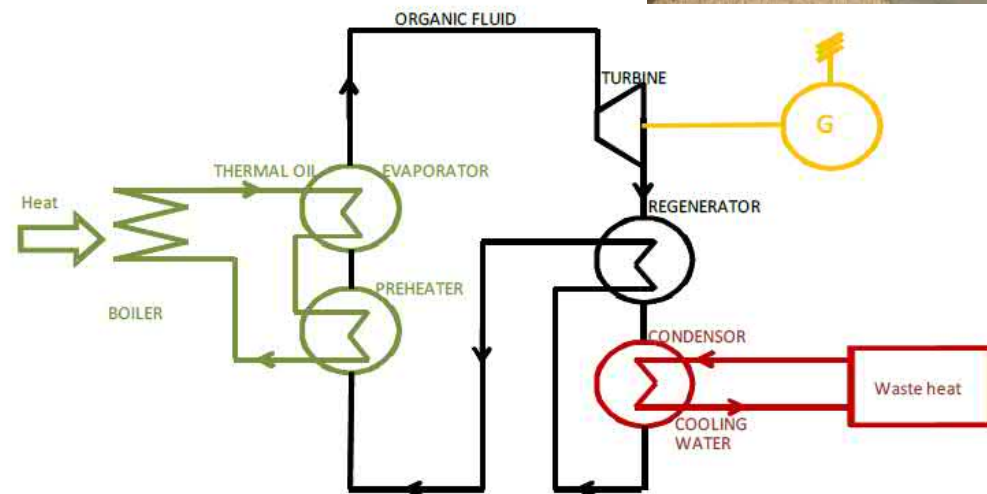 ORGANIC FLUID
TURBINE
G
THERMAL OIL
EVAPORATOR
Heat
REGENERATOR
PREHEATER
BOILER
CONDENSOR
Waste heat
COOLING
WATER